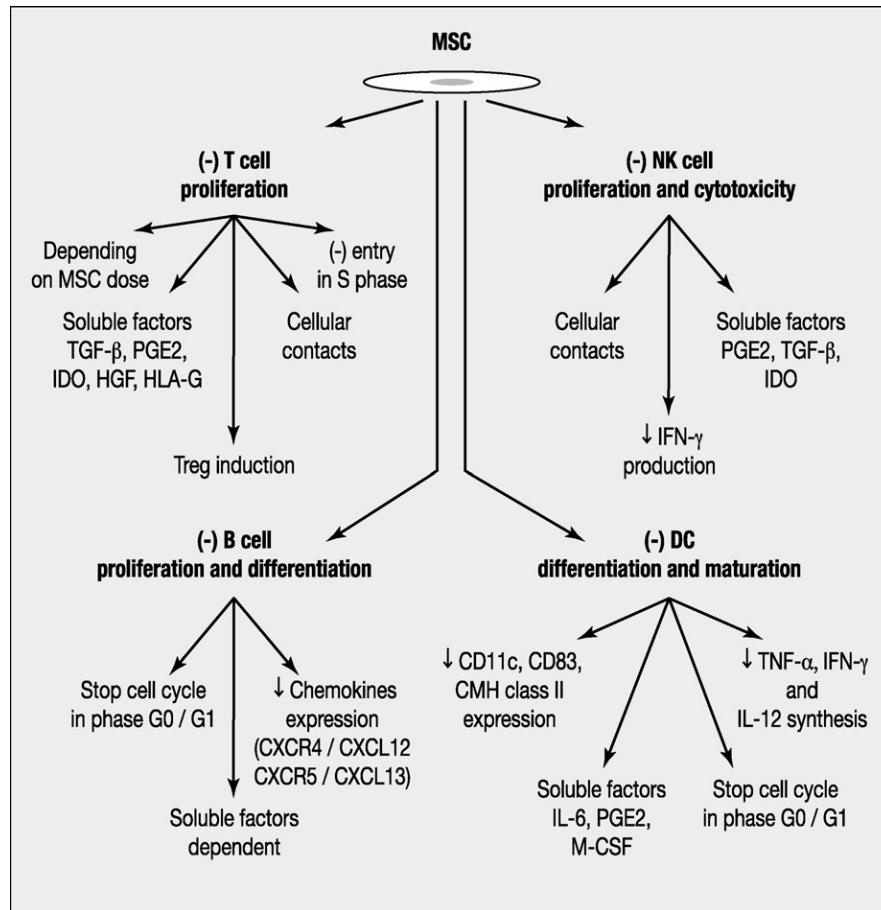 MSC
(-) T cell
proliferation
(-) NK cell
proliferation and cytotoxicity
Depending
on MSC dose
(-) entry
in S phase
Soluble factors
TGF-β, PGE2,
IDO, HGF, HLA-G
Cellular
contacts
Treg induction
Cellular
contacts
Soluble factors
PGE2, TGF-β,
IDO
↓ IFN-γ
production
(-) B cell
proliferation and differentiation
(-) DC
differentiation and maturation
Stop cell cycle
in phase G0 / G1
↓ Chemokines
expression
(CXCR4 / CXCL12
CXCR5 / CXCL13)
Soluble factors
dependent
↓ CD11c, CD83,
CMH class II
expression
↓ TNF-α, IFN-γ
and
IL-12 synthesis
Soluble factors
IL-6, PGE2,
M-CSF
Stop cell cycle
in phase G0 / G1